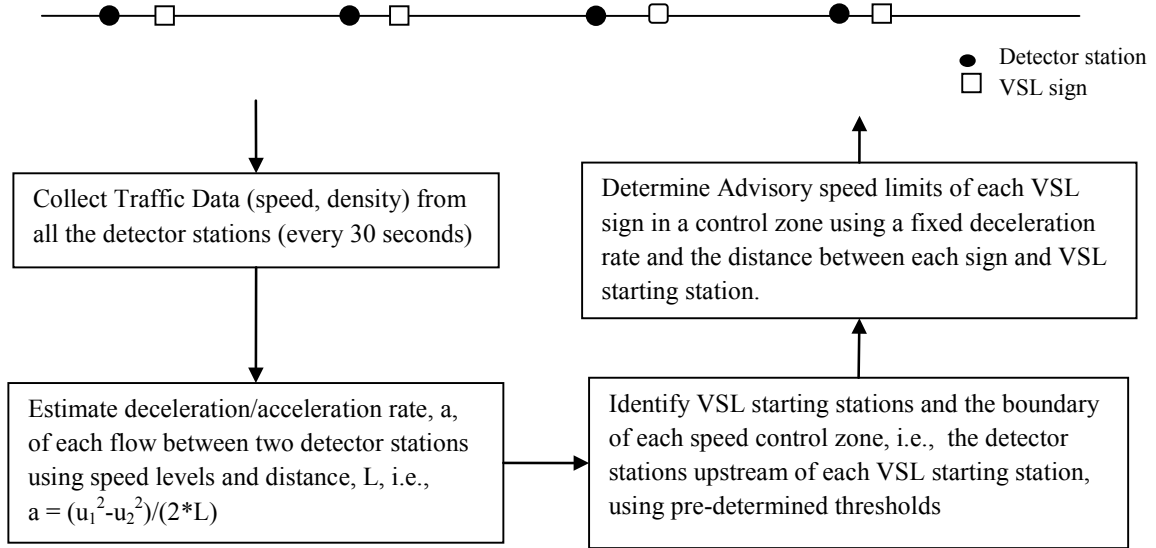 Detector station
VSL sign
Collect Traffic Data (speed, density) from
all the detector stations (every 30 seconds)
Estimate deceleration/acceleration rate, a,
of each flow between two detector stations
using speed levels and distance, L, i.e.,
a = (u₁²-u₂²)/(2*L)
Identify VSL starting stations and the boundary
of each speed control zone, i.e., the detector
stations upstream of each VSL starting station,
using pre-determined thresholds
Determine Advisory speed limits of each VSL
sign in a control zone using a fixed deceleration
rate and the distance between each sign and VSL
starting station.